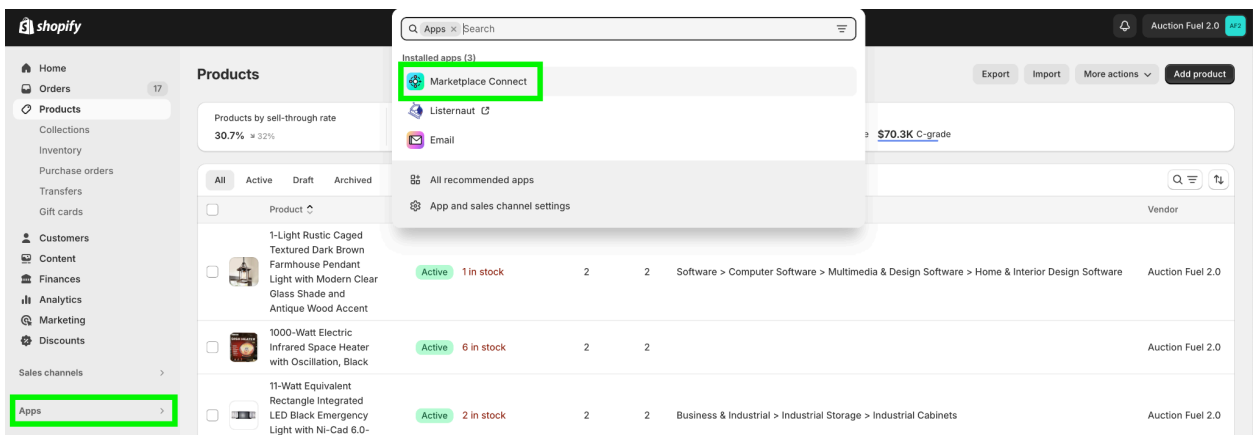 shopify
Apps × Search
Auction Fuel 2.0 AF2
Installed apps (3)
Marketplace Connect
Listernaut
Email
All recommended apps
App and sales channel settings
Home
Orders 17
Products
Collections
Inventory
Purchase orders
Transfers
Gift cards
Customers
Content
Finances
Analytics
Marketing
Discounts
Sales channels >
Apps >
Products
Export Import More actions Add product
Products by sell-through rate
30.7% 32%
$70.3K C-grade
All Active Draft Archived
Product Vendor
1-Light Rustic Caged
Textured Dark Brown
Farmhouse Pendant
Light with Modern Clear
Glass Shade and
Antique Wood Accent
Active 1 in stock 2 2 Software > Computer Software > Multimedia & Design Software > Home & Interior Design Software Auction Fuel 2.0
1000-Watt Electric
Infrared Space Heater
with Oscillation, Black
Active 6 in stock 2 2 Auction Fuel 2.0
11-Watt Equivalent
Rectangle Integrated
LED Black Emergency
Light with Ni-Cad 6.0-
Active 2 in stock 2 2 Business & Industrial > Industrial Storage > Industrial Cabinets Auction Fuel 2.0